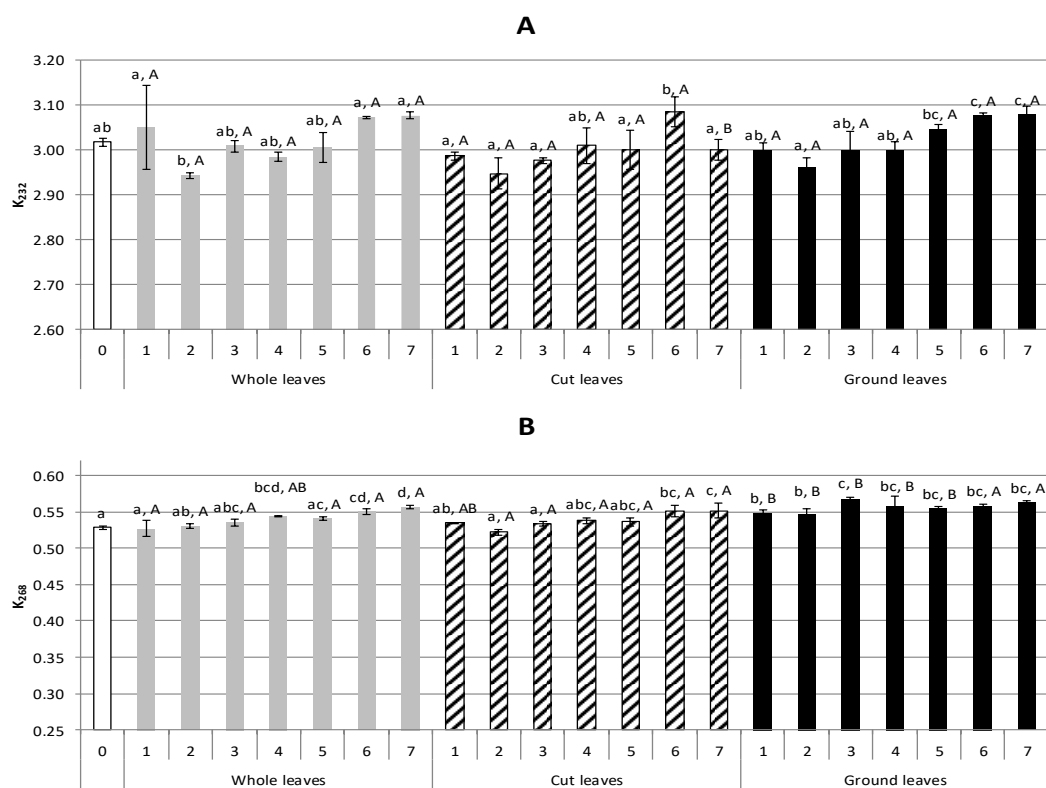 A
3.20
3.10
3.00
2.90
2.80
2.70
2.60
K232
ab
a, A
b, A
ab, A
ab, A
ab, A
a, A
a, A
a, A
a, A
a, A
ab, A
a, A
b, A
a, B
ab, A
a, A
ab, A
ab, A
bc, A
c, A
c, A
0 1 2 3 4 5 6 7 1 2 3 4 5 6 7 1 2 3 4 5 6 7
Whole leaves Cut leaves Ground leaves
B
0.60
0.55
0.50
0.45
0.40
0.35
0.30
0.25
K268
a
a, A
ab, A
abc, A
bcd, AB
ac, A
cd, A
d, A
ab, AB
a, A
a, A
abc,A
abc,A
bc, A
c, A
b, B
b, B
c, B
bc, B
bc, B
bc, A
bc, A
0 1 2 3 4 5 6 7 1 2 3 4 5 6 7 1 2 3 4 5 6 7
Whole leaves Cut leaves Ground leaves